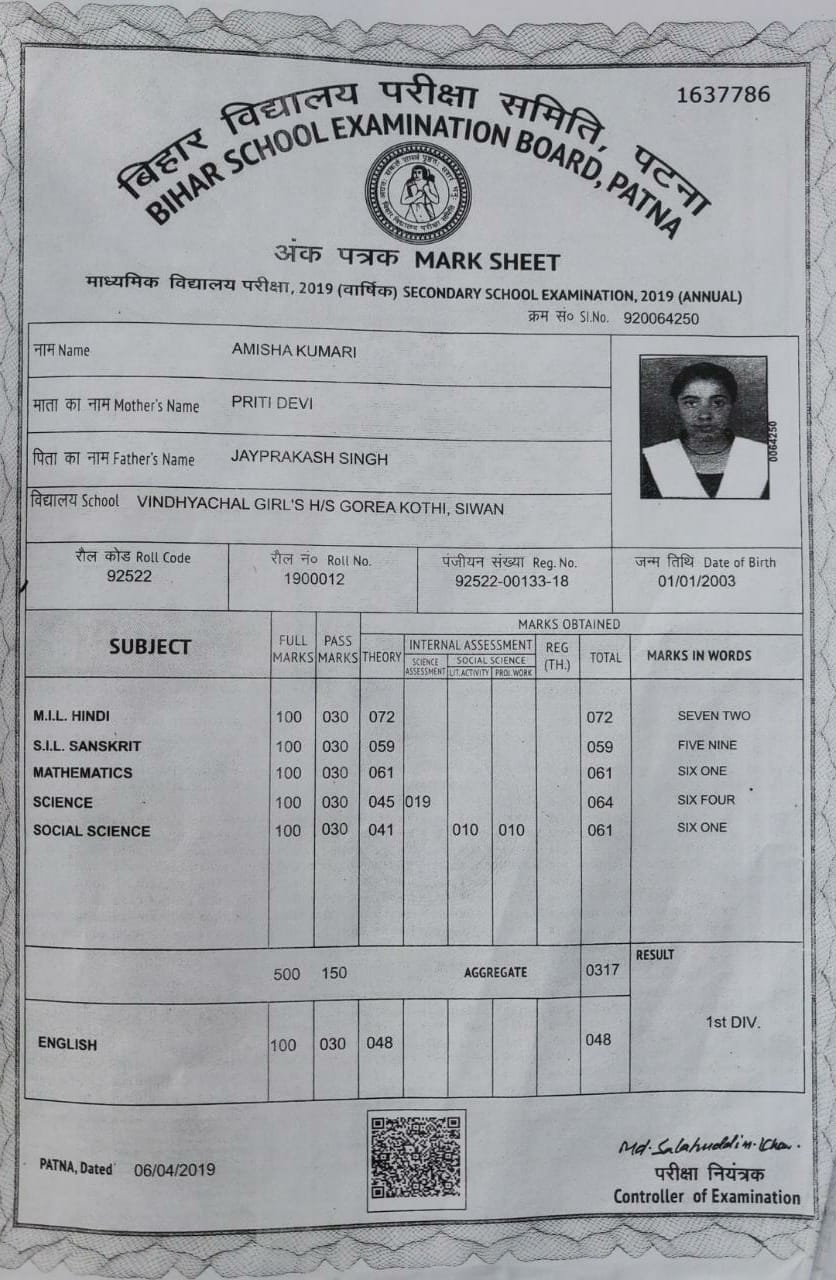 1637786
बिहार विद्यालय परीक्षा समिति, पटना
BIHAR SCHOOL EXAMINATION BOARD, PATNA
अंक पत्रक MARK SHEET
माध्यमिक विद्यालय परीक्षा, 2019 (वार्षिक) SECONDARY SCHOOL EXAMINATION, 2019 (ANNUAL)
क्रम सं० Sl.No. 920064250
नाम Name AMISHA KUMARI
माता का नाम Mother's Name PRITI DEVI
पिता का नाम Father's Name JAYPRAKASH SINGH
विद्यालय School VINDHYACHAL GIRL'S H/S GOREA KOTHI, SIWAN
0064250
रौल कोड Roll Code रौल नं० Roll No. पंजीयन संख्या Reg. No. जन्म तिथि Date of Birth
92522 1900012 92522-00133-18 01/01/2003
MARKS OBTAINED
SUBJECT FULL MARKS PASS MARKS THEORY INTERNAL ASSESSMENT REG (TH.) TOTAL MARKS IN WORDS
SCIENCE ASSESSMENT SOCIAL SCIENCE
LIT.ACTIVITY PROJ.WORK
M.I.L. HINDI 100 030 072 072 SEVEN TWO
S.I.L. SANSKRIT 100 030 059 059 FIVE NINE
MATHEMATICS 100 030 061 061 SIX ONE
SCIENCE 100 030 045 019 064 SIX FOUR
SOCIAL SCIENCE 100 030 041 010 010 061 SIX ONE
500 150 AGGREGATE 0317 RESULT
1st DIV.
ENGLISH 100 030 048 048
PATNA, Dated 06/04/2019
Md. Salahuddin Khan.
परीक्षा नियंत्रक
Controller of Examination